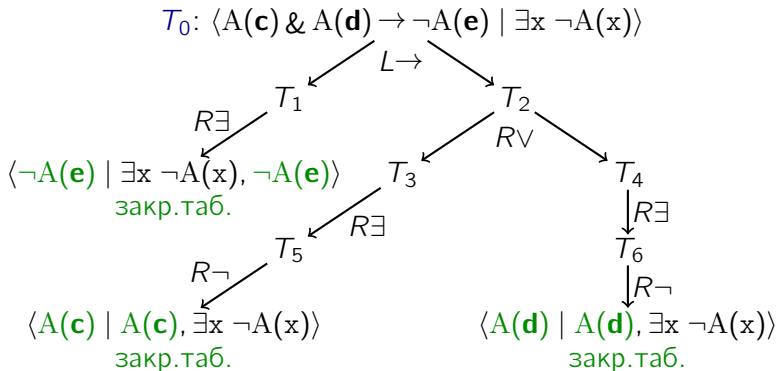 T₀: ⟨A(c) & A(d) → ¬A(e) | ∃x ¬A(x)⟩
L→
T₁ T₂
R∃ R∨
⟨¬A(e) | ∃x ¬A(x), ¬A(e)⟩ T₃ T₄
закр.таб.
R∃ R∃
T₅ T₆
R¬ R¬
⟨A(c) | A(c), ∃x ¬A(x)⟩ ⟨A(d) | A(d), ∃x ¬A(x)⟩
закр.таб. закр.таб.